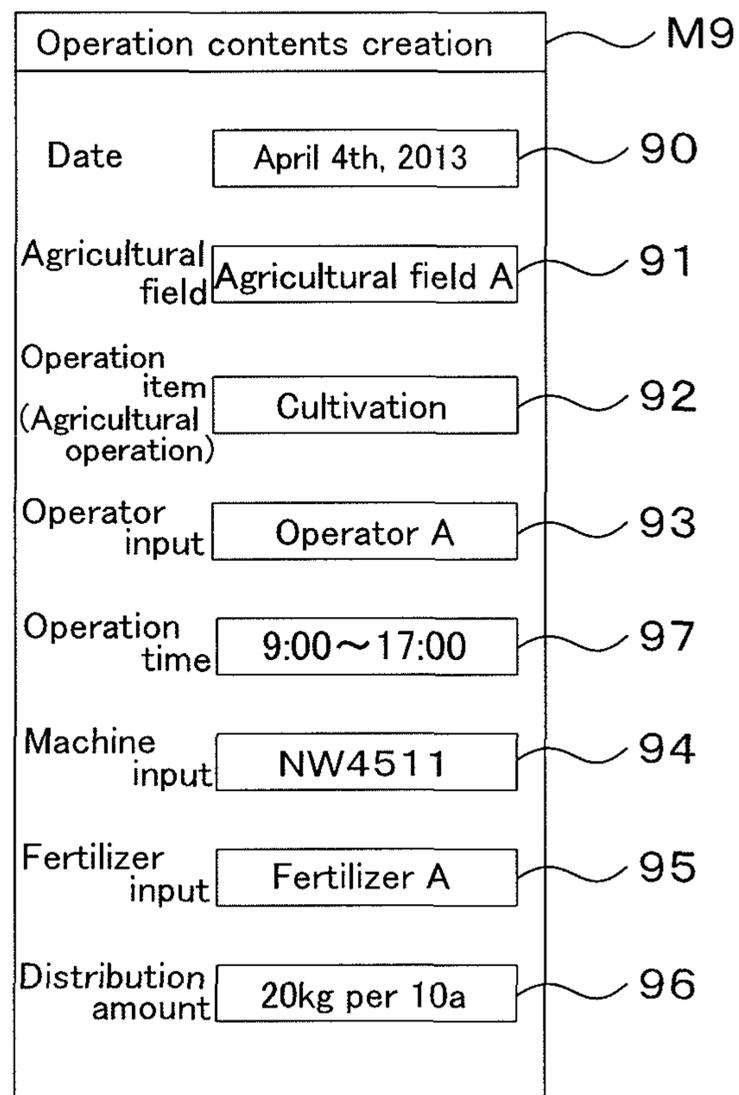 Operation contents creation M9
Date April 4th, 2013 90
Agricultural
field Agricultural field A 91
Operation
item
(Agricultural
operation) Cultivation 92
Operator
input Operator A 93
Operation
time 9:00～17:00 97
Machine
input NW4511 94
Fertilizer
input Fertilizer A 95
Distribution
amount 20kg per 10a 96